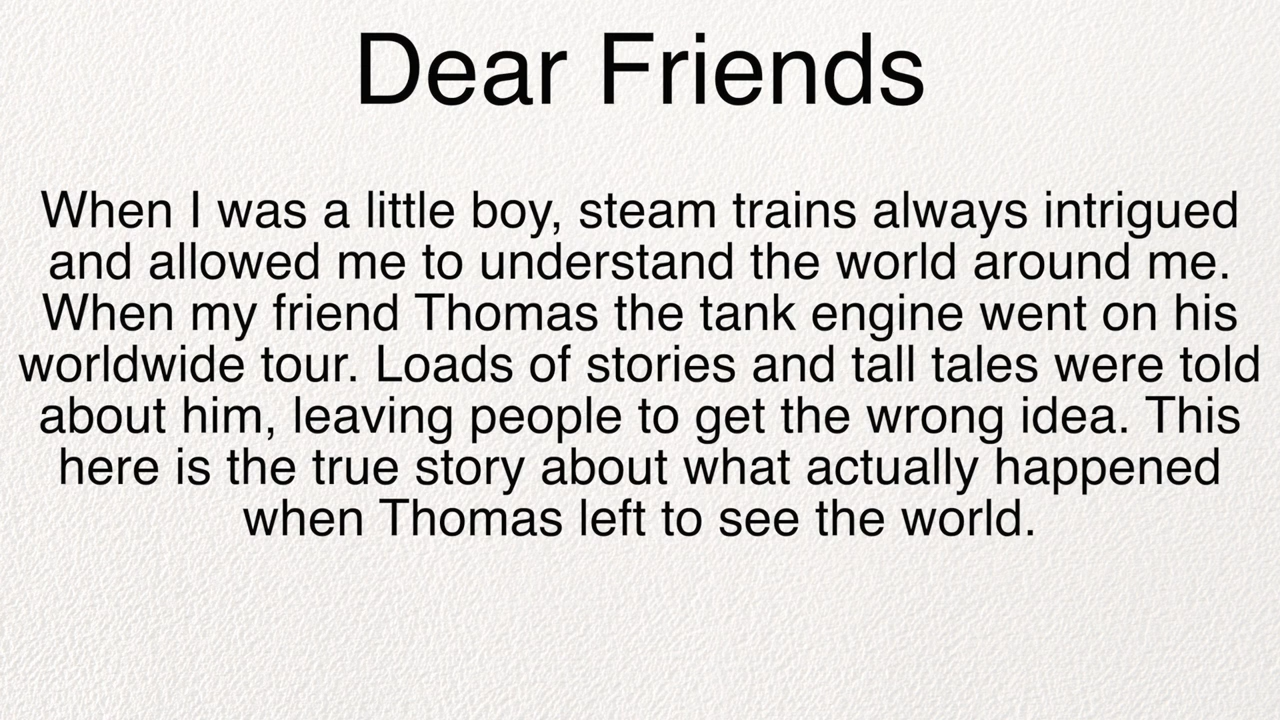 Dear Friends
When I was a little boy, steam trains always intrigued
and allowed me to understand the world around me.
When my friend Thomas the tank engine went on his
worldwide tour. Loads of stories and tall tales were told
about him, leaving people to get the wrong idea. This
here is the true story about what actually happened
when Thomas left to see the world.